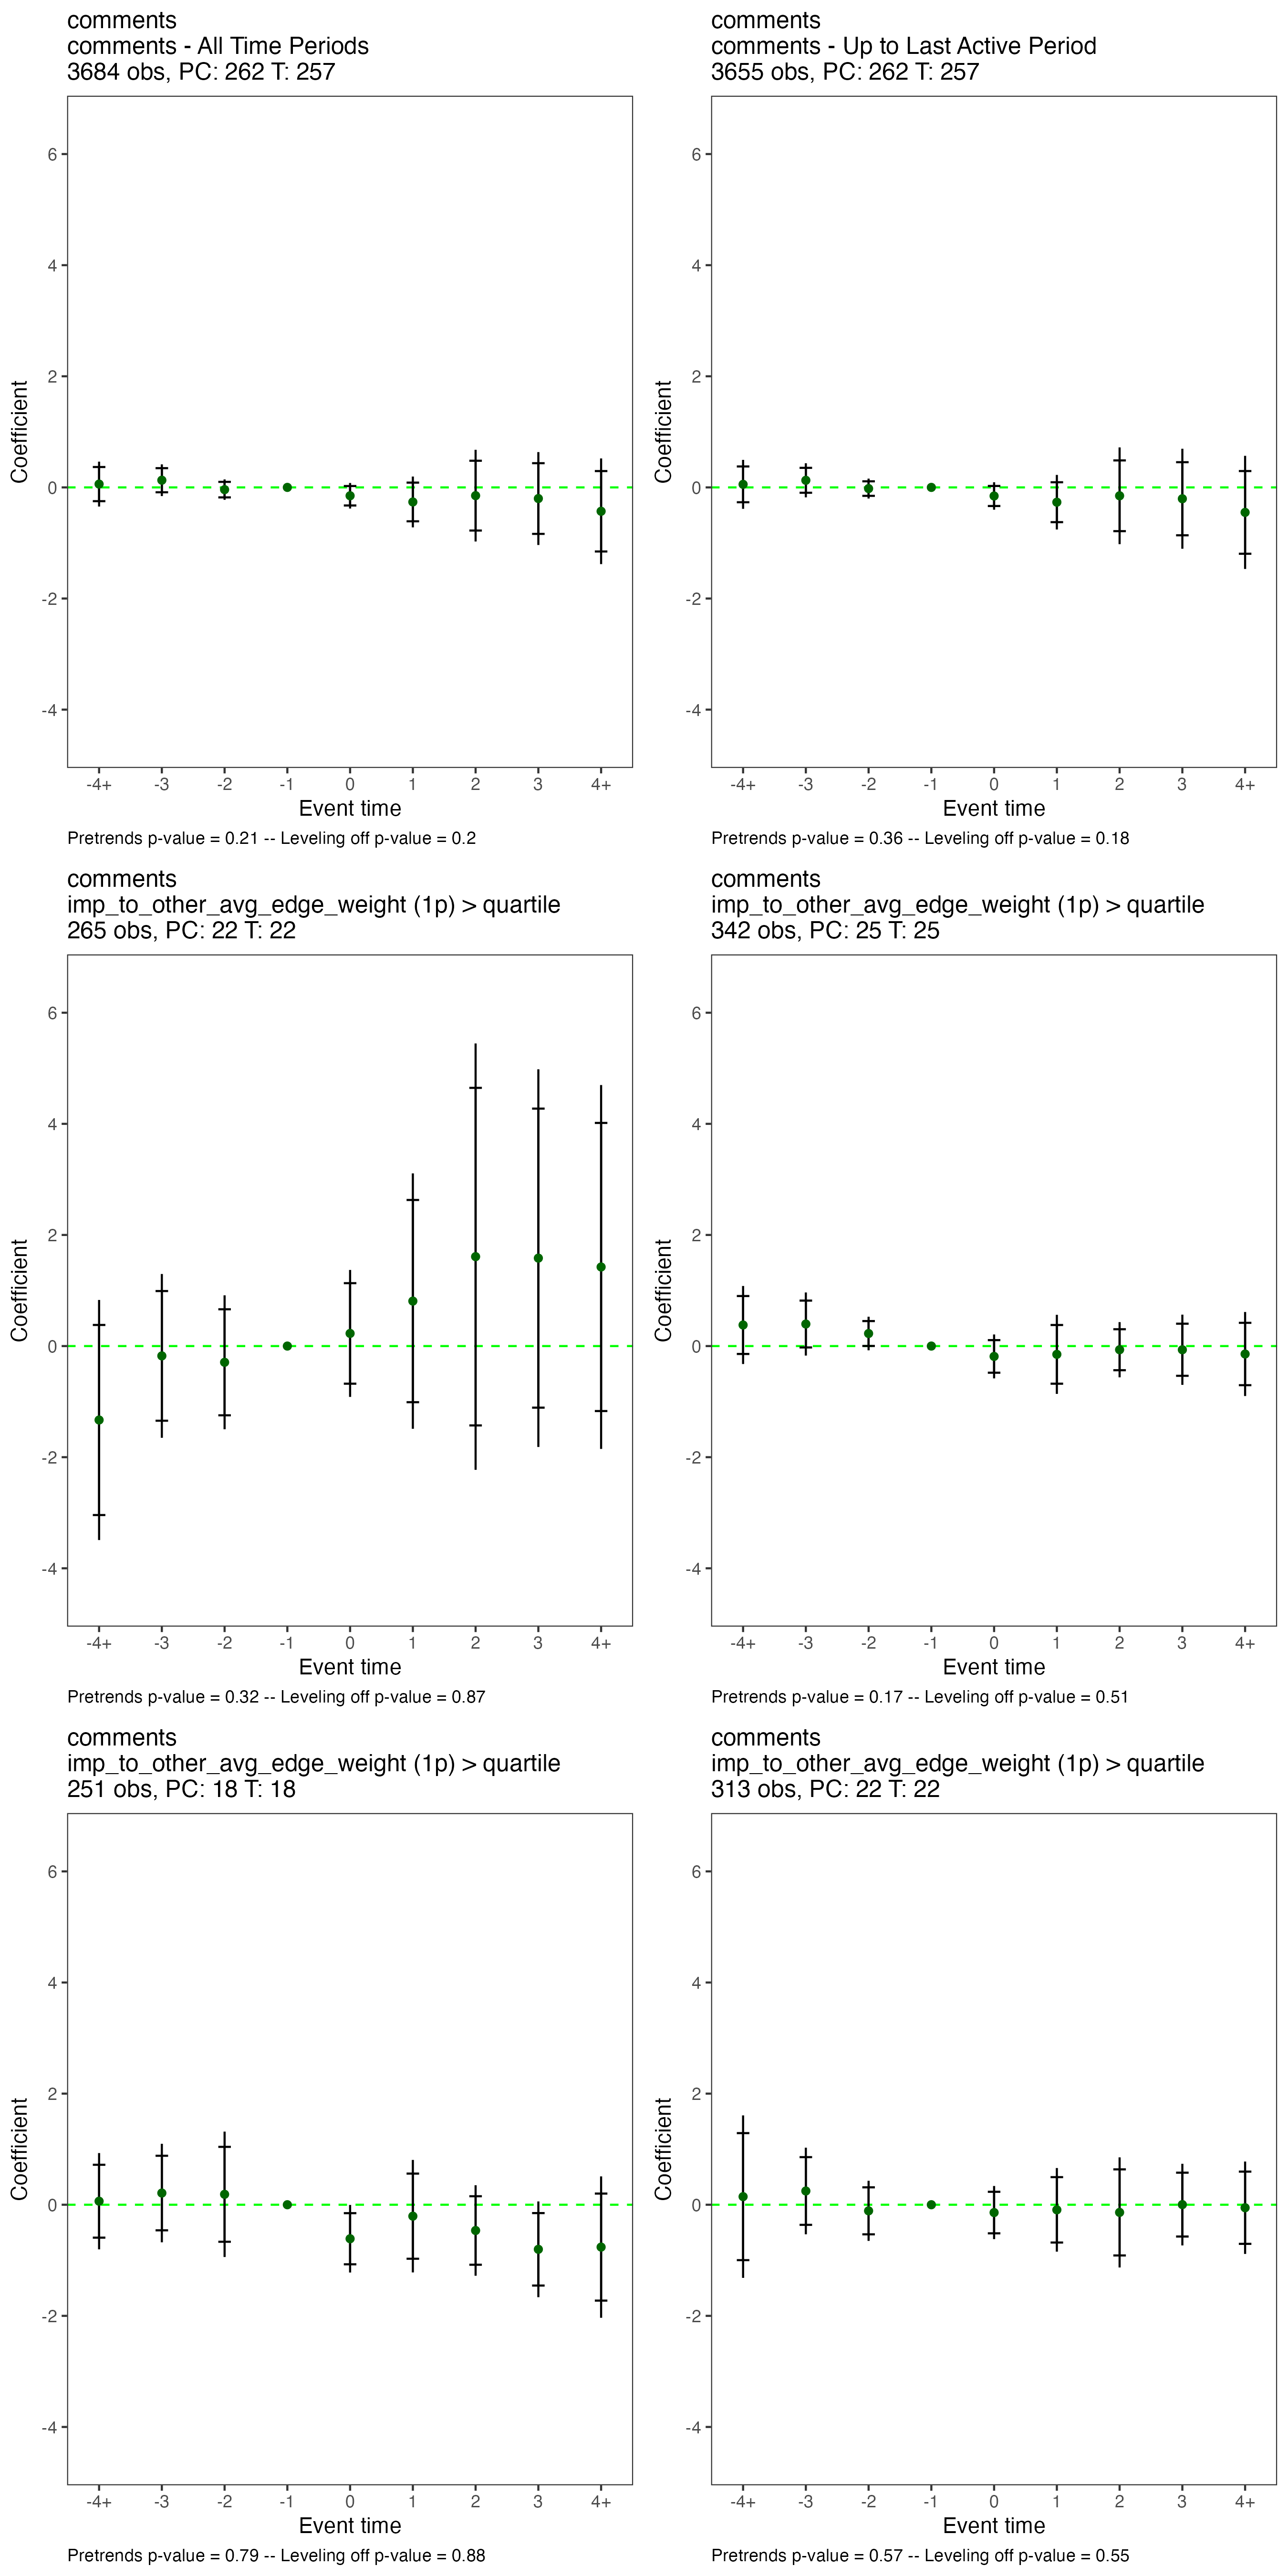 comments
comments - All Time Periods
3684 obs, PC: 262 T: 257
Coefficient
6
4
2
0
-2
-4
-4+ -3 -2 -1 0 1 2 3 4+
Event time
Pretrends p-value = 0.21 -- Leveling off p-value = 0.2
comments
comments - Up to Last Active Period
3655 obs, PC: 262 T: 257
Coefficient
6
4
2
0
-2
-4
-4+ -3 -2 -1 0 1 2 3 4+
Event time
Pretrends p-value = 0.36 -- Leveling off p-value = 0.18
comments
imp_to_other_avg_edge_weight (1p) > quartile
265 obs, PC: 22 T: 22
Coefficient
6
4
2
0
-2
-4
-4+ -3 -2 -1 0 1 2 3 4+
Event time
Pretrends p-value = 0.32 -- Leveling off p-value = 0.87
comments
imp_to_other_avg_edge_weight (1p) > quartile
342 obs, PC: 25 T: 25
Coefficient
6
4
2
0
-2
-4
-4+ -3 -2 -1 0 1 2 3 4+
Event time
Pretrends p-value = 0.17 -- Leveling off p-value = 0.51
comments
imp_to_other_avg_edge_weight (1p) > quartile
251 obs, PC: 18 T: 18
Coefficient
6
4
2
0
-2
-4
-4+ -3 -2 -1 0 1 2 3 4+
Event time
Pretrends p-value = 0.79 -- Leveling off p-value = 0.88
comments
imp_to_other_avg_edge_weight (1p) > quartile
313 obs, PC: 22 T: 22
Coefficient
6
4
2
0
-2
-4
-4+ -3 -2 -1 0 1 2 3 4+
Event time
Pretrends p-value = 0.57 -- Leveling off p-value = 0.55